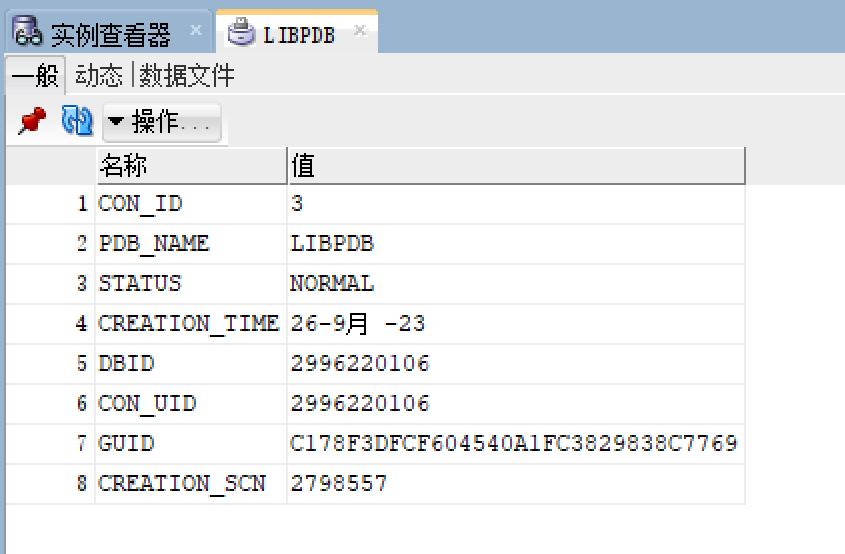 实例查看器 LIBPDB
一般 动态 数据文件
操作...
名称 值
1 CON_ID 3
2 PDB_NAME LIBPDB
3 STATUS NORMAL
4 CREATION_TIME 26-9月 -23
5 DBID 2996220106
6 CON_UID 2996220106
7 GUID C178F3DFCF604540A1FC3829838C7769
8 CREATION_SCN 2798557